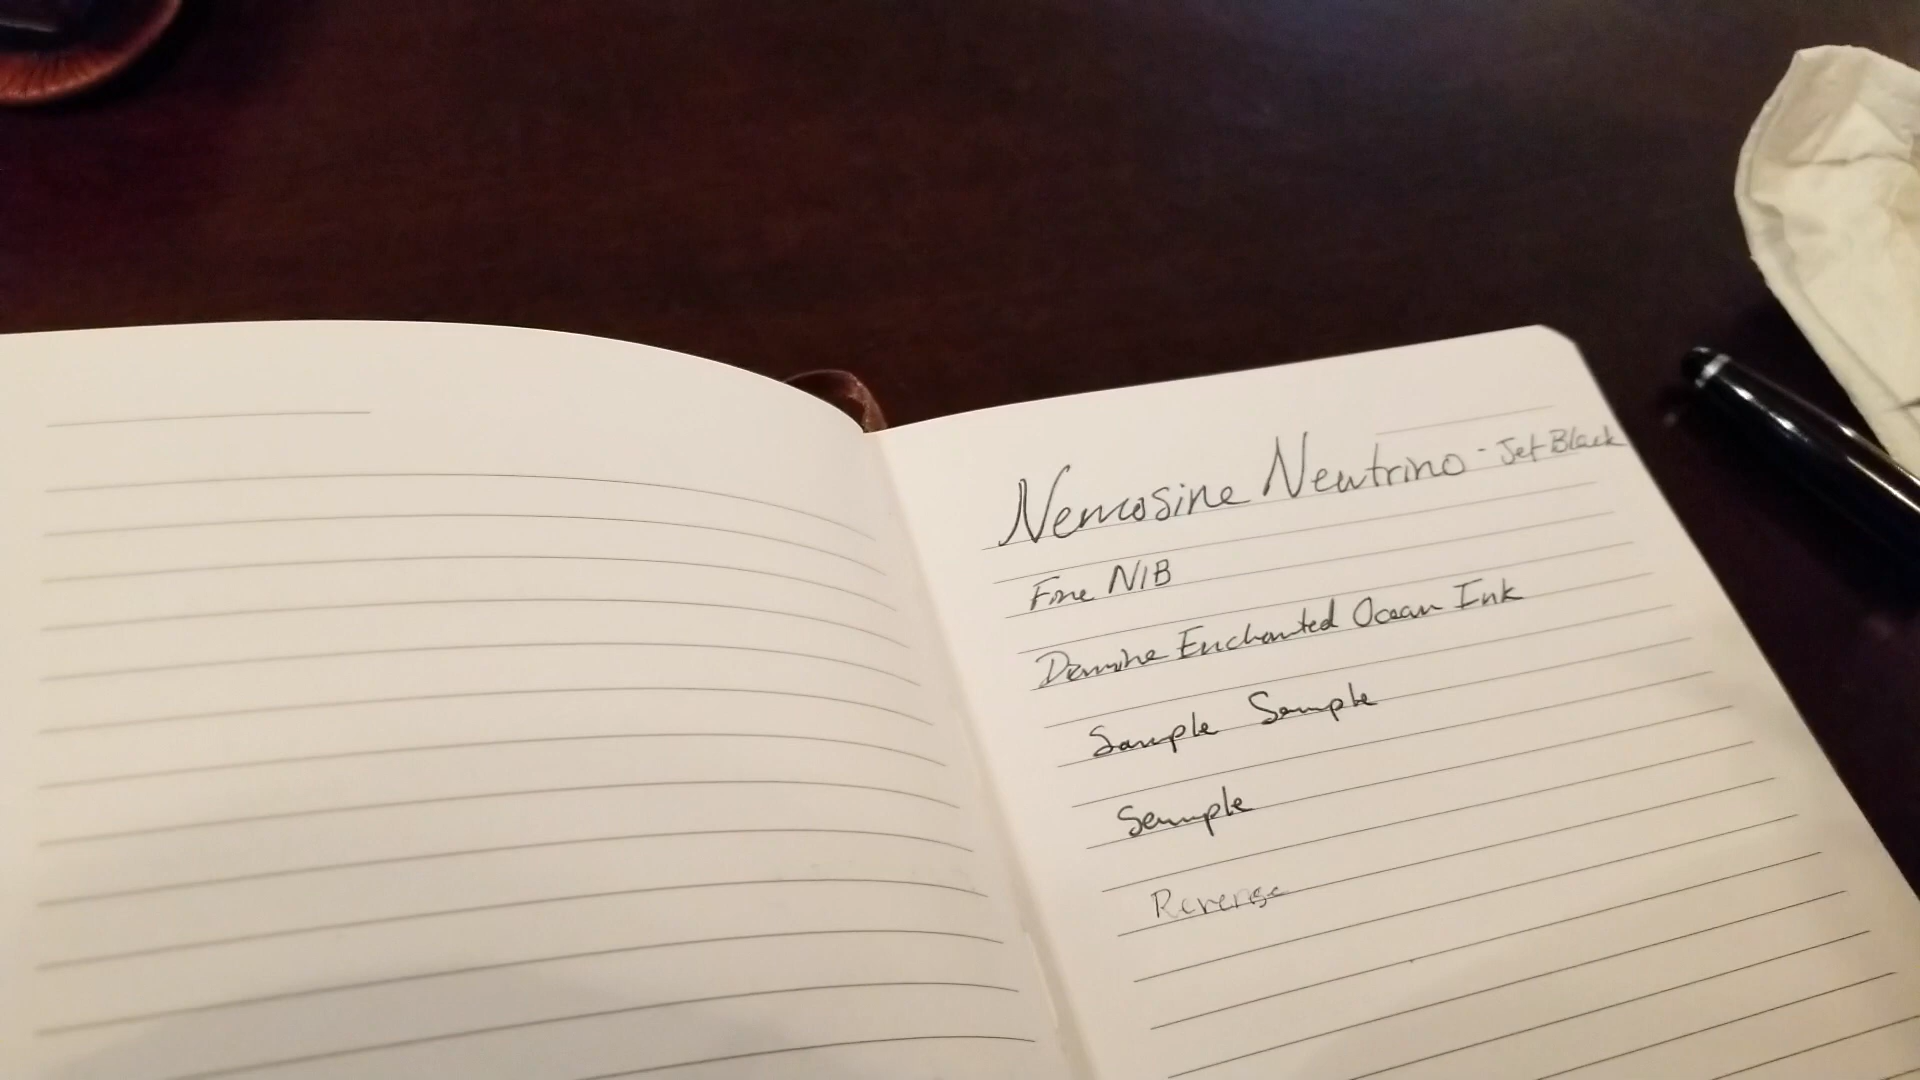 Nemosine Neutrino - Jet Black
Fine NIB
Diamine Enchanted Ocean Ink
Sample Sample
Sample
Reverse